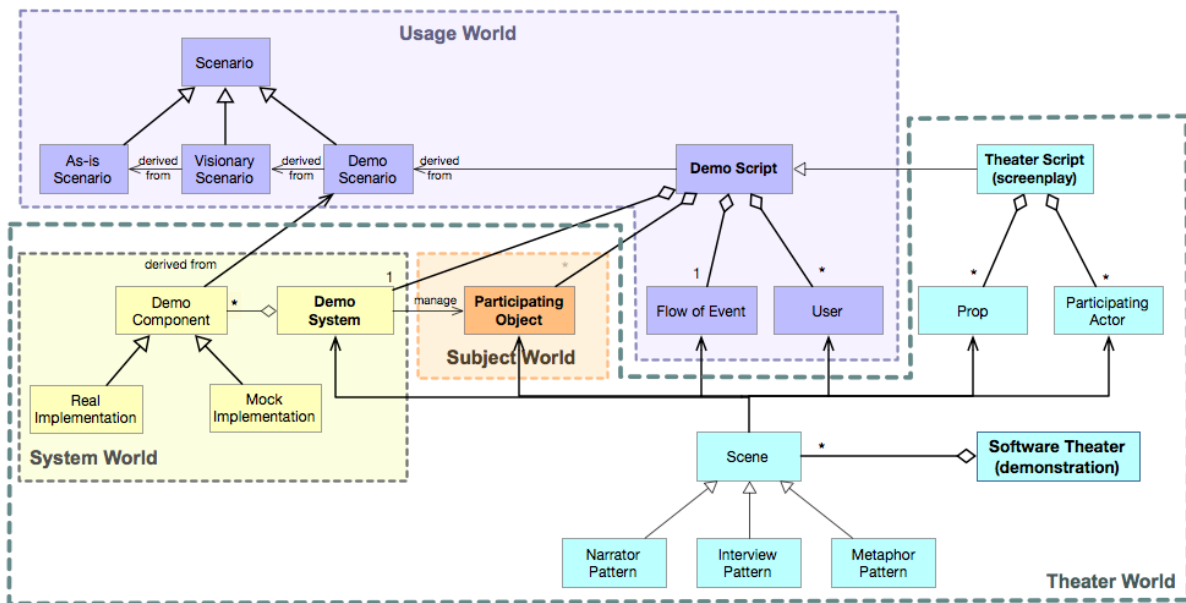 Usage World
Scenario
As-is
Scenario
derived
from
Visionary
Scenario
derived
from
Demo
Scenario
derived
from
Demo Script
Theater Script
(screenplay)
derived from
1
*
1
*
*
*
Demo
Component
*
Demo
System
manage
Participating
Object
Flow of Event
User
Prop
Participating
Actor
Subject World
Real
Implementation
Mock
Implementation
System World
Scene
*
Software Theater
(demonstration)
Narrator
Pattern
Interview
Pattern
Metaphor
Pattern
Theater World